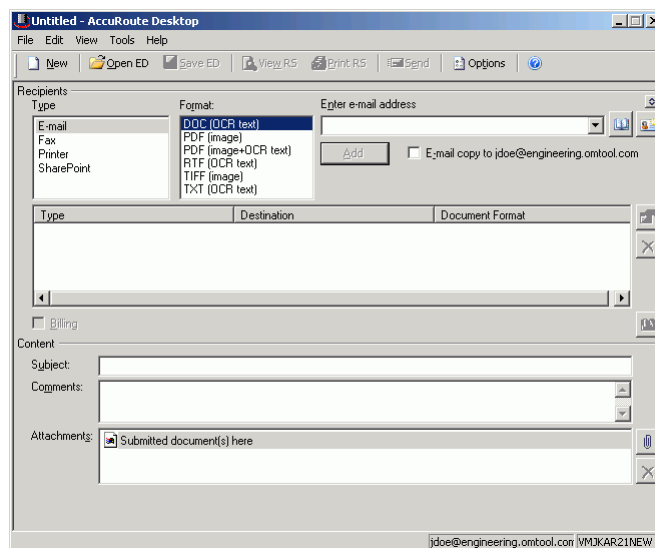 Untitled - AccuRoute Desktop
File Edit View Tools Help
New Open ED Save ED View RS Print RS Send Options
Recipients
Type Format: Enter e-mail address
E-mail
Fax
Printer
SharePoint
DOC (OCR text)
PDF (image)
PDF (image+OCR text)
RTF (OCR text)
TIFF (image)
TXT (OCR text)
Add E-mail copy to jdoe@engineering.omtool.com
Type Destination Document Format
Billing
Content
Subject:
Comments:
Attachments: Submitted document(s) here
jdoe@engineering.omtool.com VMJKAR21NEW